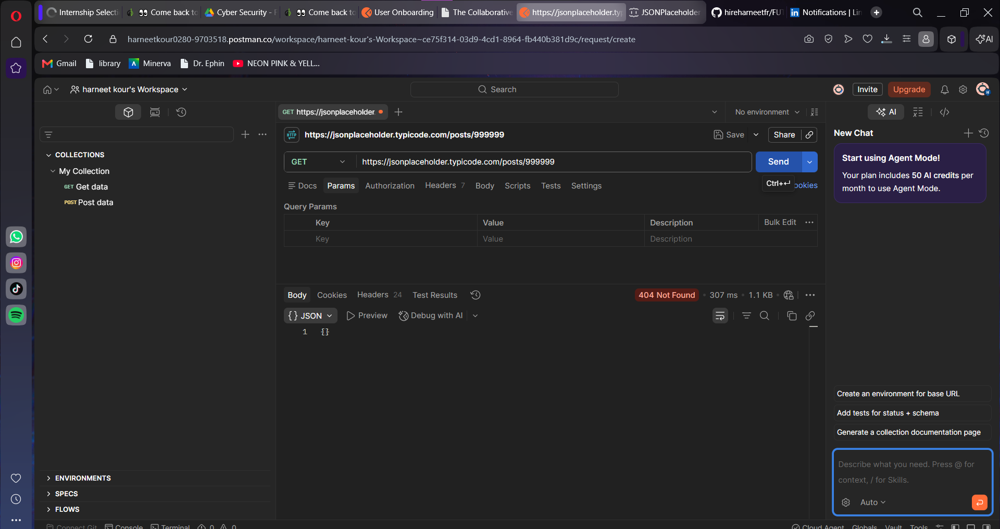 Internship Selecti
👀 Come back to
Cyber Security - F
👀 Come back to
User Onboarding
The Collaborative
https://jsonplaceholder.typ
JSONPlaceholder
hireharneetfr/FUT
Notifications | Lin
harneetkour0280-9703518.postman.co/workspace/harneet-kour's-Workspace~ce75f314-03d9-4cd1-8964-fb440b381d9c/request/create
AI
Gmail
library
Minerva
Dr. Ephin
NEON PINK & YELL...
harneet kour's Workspace
Search
Invite
Upgrade
H
GET https://jsonplaceholder.
No environment
AI
HTTP
https://jsonplaceholder.typicode.com/posts/999999
Save
Share
New Chat
COLLECTIONS
My Collection
GET Get data
POST Post data
GET
https://jsonplaceholder.typicode.com/posts/999999
Send
Start using Agent Mode!
Your plan includes 50 AI credits per
month to use Agent Mode.
Docs
Params
Authorization
Headers 7
Body
Scripts
Tests
Settings
Ctrl+↵
ookies
Query Params
Key
Value
Description
Bulk Edit
Key
Value
Description
Body
Cookies
Headers 24
Test Results
404 Not Found
307 ms
1.1 KB
{} JSON
Preview
Debug with AI
1 {}
Create an environment for base URL
Add tests for status + schema
Generate a collection documentation page
Describe what you need. Press @ for
context, / for Skills.
Auto
ENVIRONMENTS
SPECS
FLOWS
Connect Git
Console
Terminal
0
0
Cloud Agent
Globals
Vault
Tools